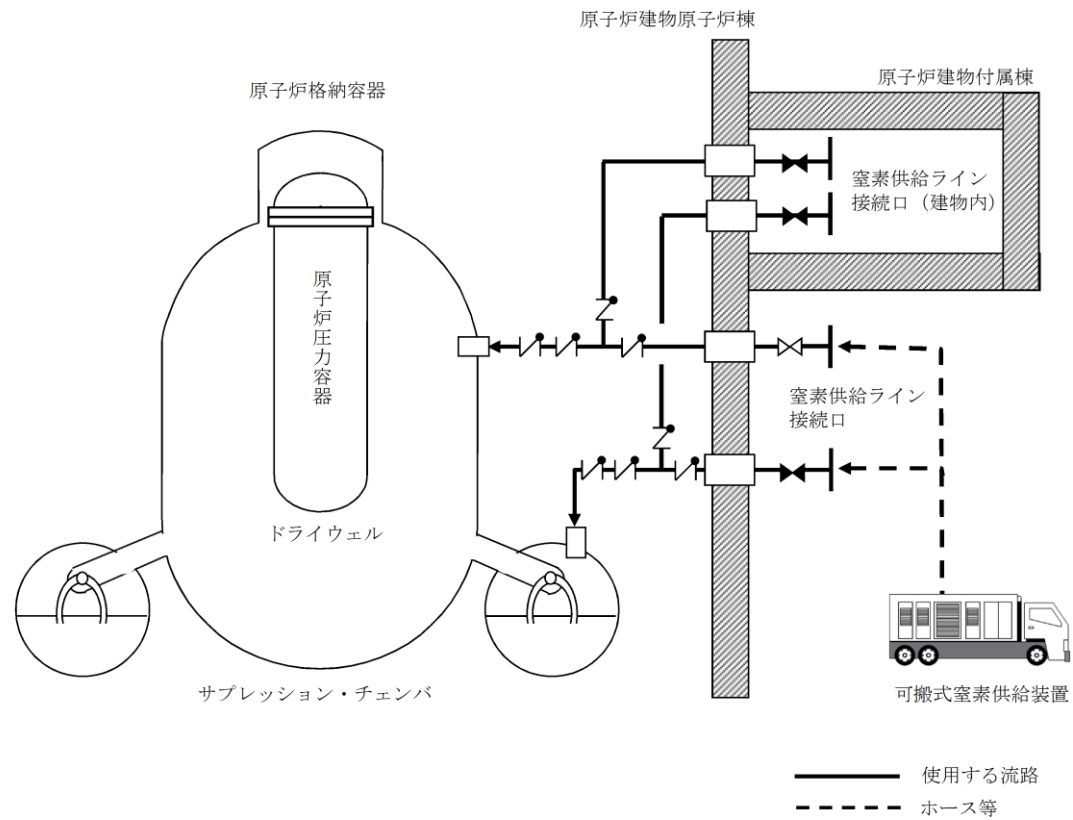 原子炉建物原子炉棟
原子炉建物付属棟
原子炉格納容器
窒素供給ライン
接続口（建物内）
原子炉圧力容器
窒素供給ライン
接続口
ドライウェル
サプレッション・チェンバ
可搬式窒素供給装置
使用する流路
ホース等